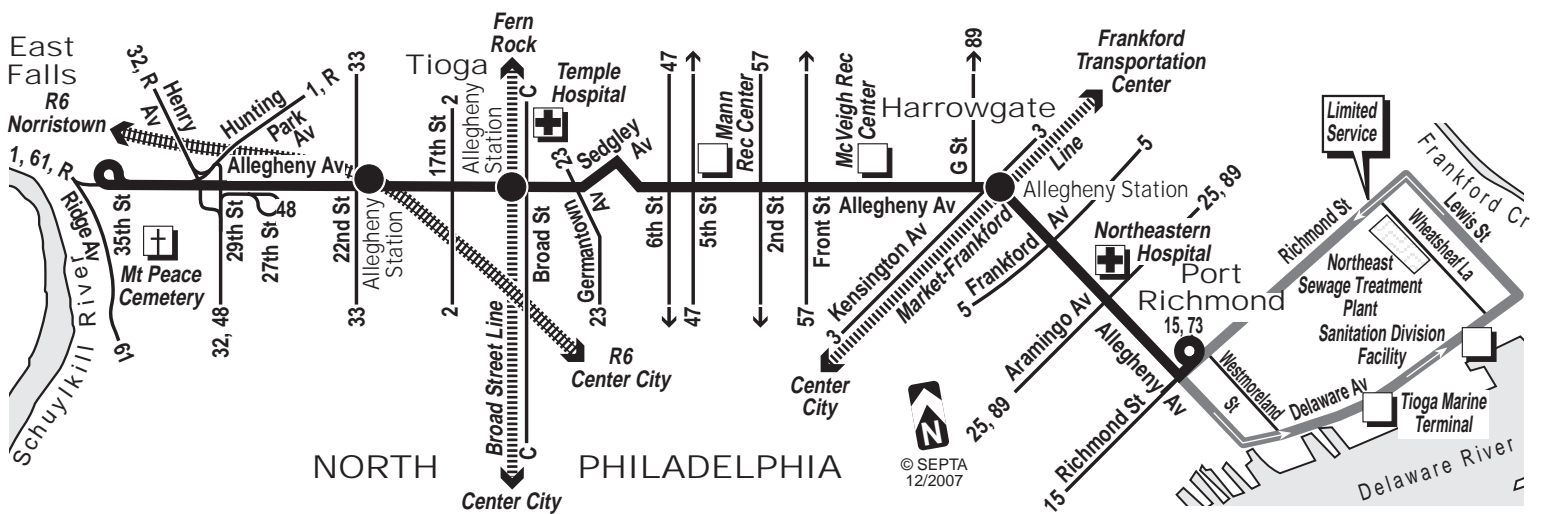 East
Falls
R6
Norristown
1, 61, R
Ridge Av
35th St
Schuylkill River
Mt Peace
Cemetery
61
32, R
Henry
Av
Hunting
Park
Av
1, R
Allegheny Av
29th St
27th St
48
32, 48
33
22nd St
Allegheny
Station
33
Tioga
2
17th St
2
Allegheny
Station
Fern
Rock
C
Temple
Hospital
Broad St
Broad Street Line
C
Center City
23
Germantown
Av
23
Sedgley
Av
R6
Center City
NORTH PHILADELPHIA
47
6th St
5th St
47
Mann
Rec Center
57
2nd St
Front St
57
McVeigh Rec
Center
Harrowgate
89
G St
Allegheny Av
Allegheny Station
Frankford
Transportation
Center
3
Line
Market-Frankford
Kensington Av
3
Center
City
5
Frankford
Av
5
25, 89
Aramingo Av
25, 89
Northeastern
Hospital
Port
Richmond
15, 73
Allegheny
Av
Richmond St
15
N
© SEPTA
12/2007
Limited
Service
Richmond St
Frankford Cr
Lewis St
Wheatsheaf La
Northeast
Sewage Treatment
Plant
Sanitation Division
Facility
Westmoreland
St
Delaware Av
Tioga Marine
Terminal
Delaware River